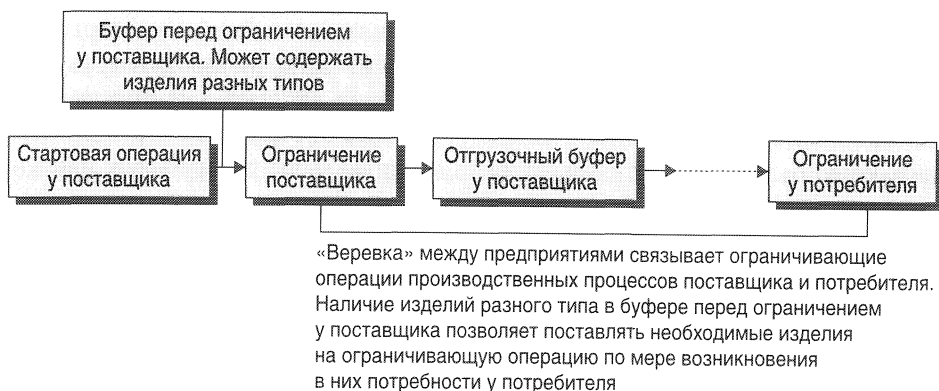 Буфер перед ограничением
у поставщика. Может содержать
изделия разных типов
Стартовая операция
у поставщика
Ограничение
поставщика
Отгрузочный буфер
у поставщика
Ограничение
у потребителя
«Веревка» между предприятиями связывает ограничивающие
операции производственных процессов поставщика и потребителя.
Наличие изделий разного типа в буфере перед ограничением
у поставщика позволяет поставлять необходимые изделия
на ограничивающую операцию по мере возникновения
в них потребности у потребителя